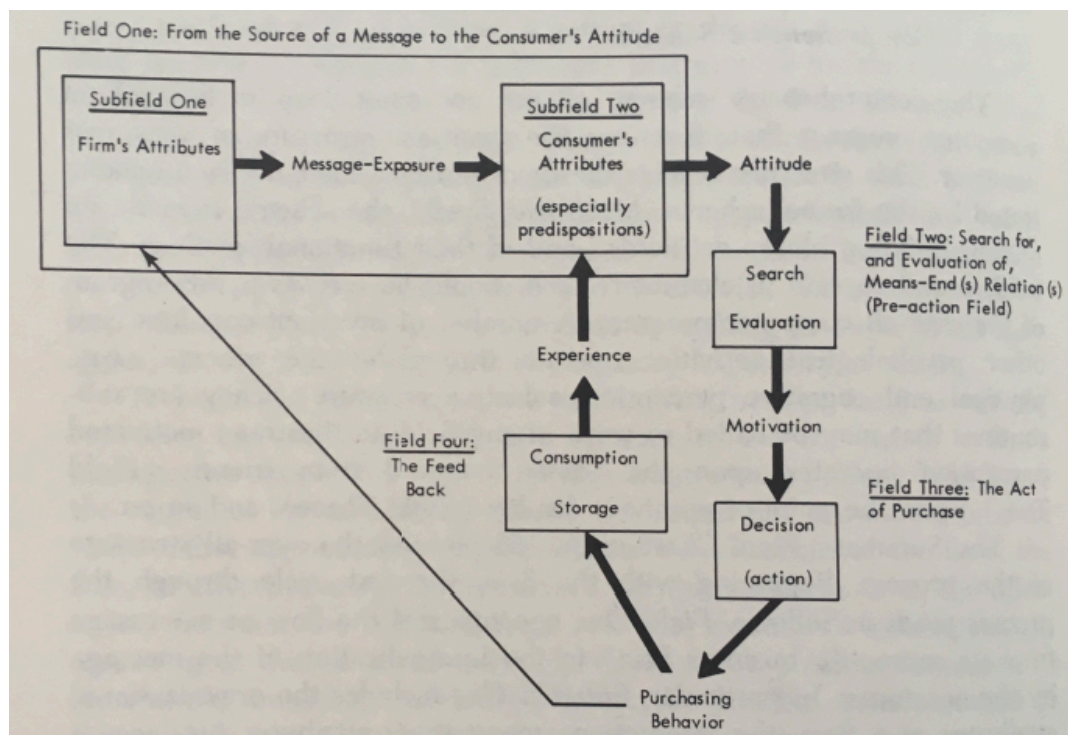 Field One: From the Source of a Message to the Consumer's Attitude
Subfield One
Firm's Attributes
Message-Exposure
Subfield Two
Consumer's
Attributes
(especially
predispositions)
Attitude
Field Two: Search for,
and Evaluation of,
Means-End(s) Relation(s)
(Pre-action Field)
Search
Evaluation
Experience
Motivation
Field Four:
The Feed
Back
Consumption
Storage
Field Three: The Act
of Purchase
Decision
(action)
Purchasing
Behavior